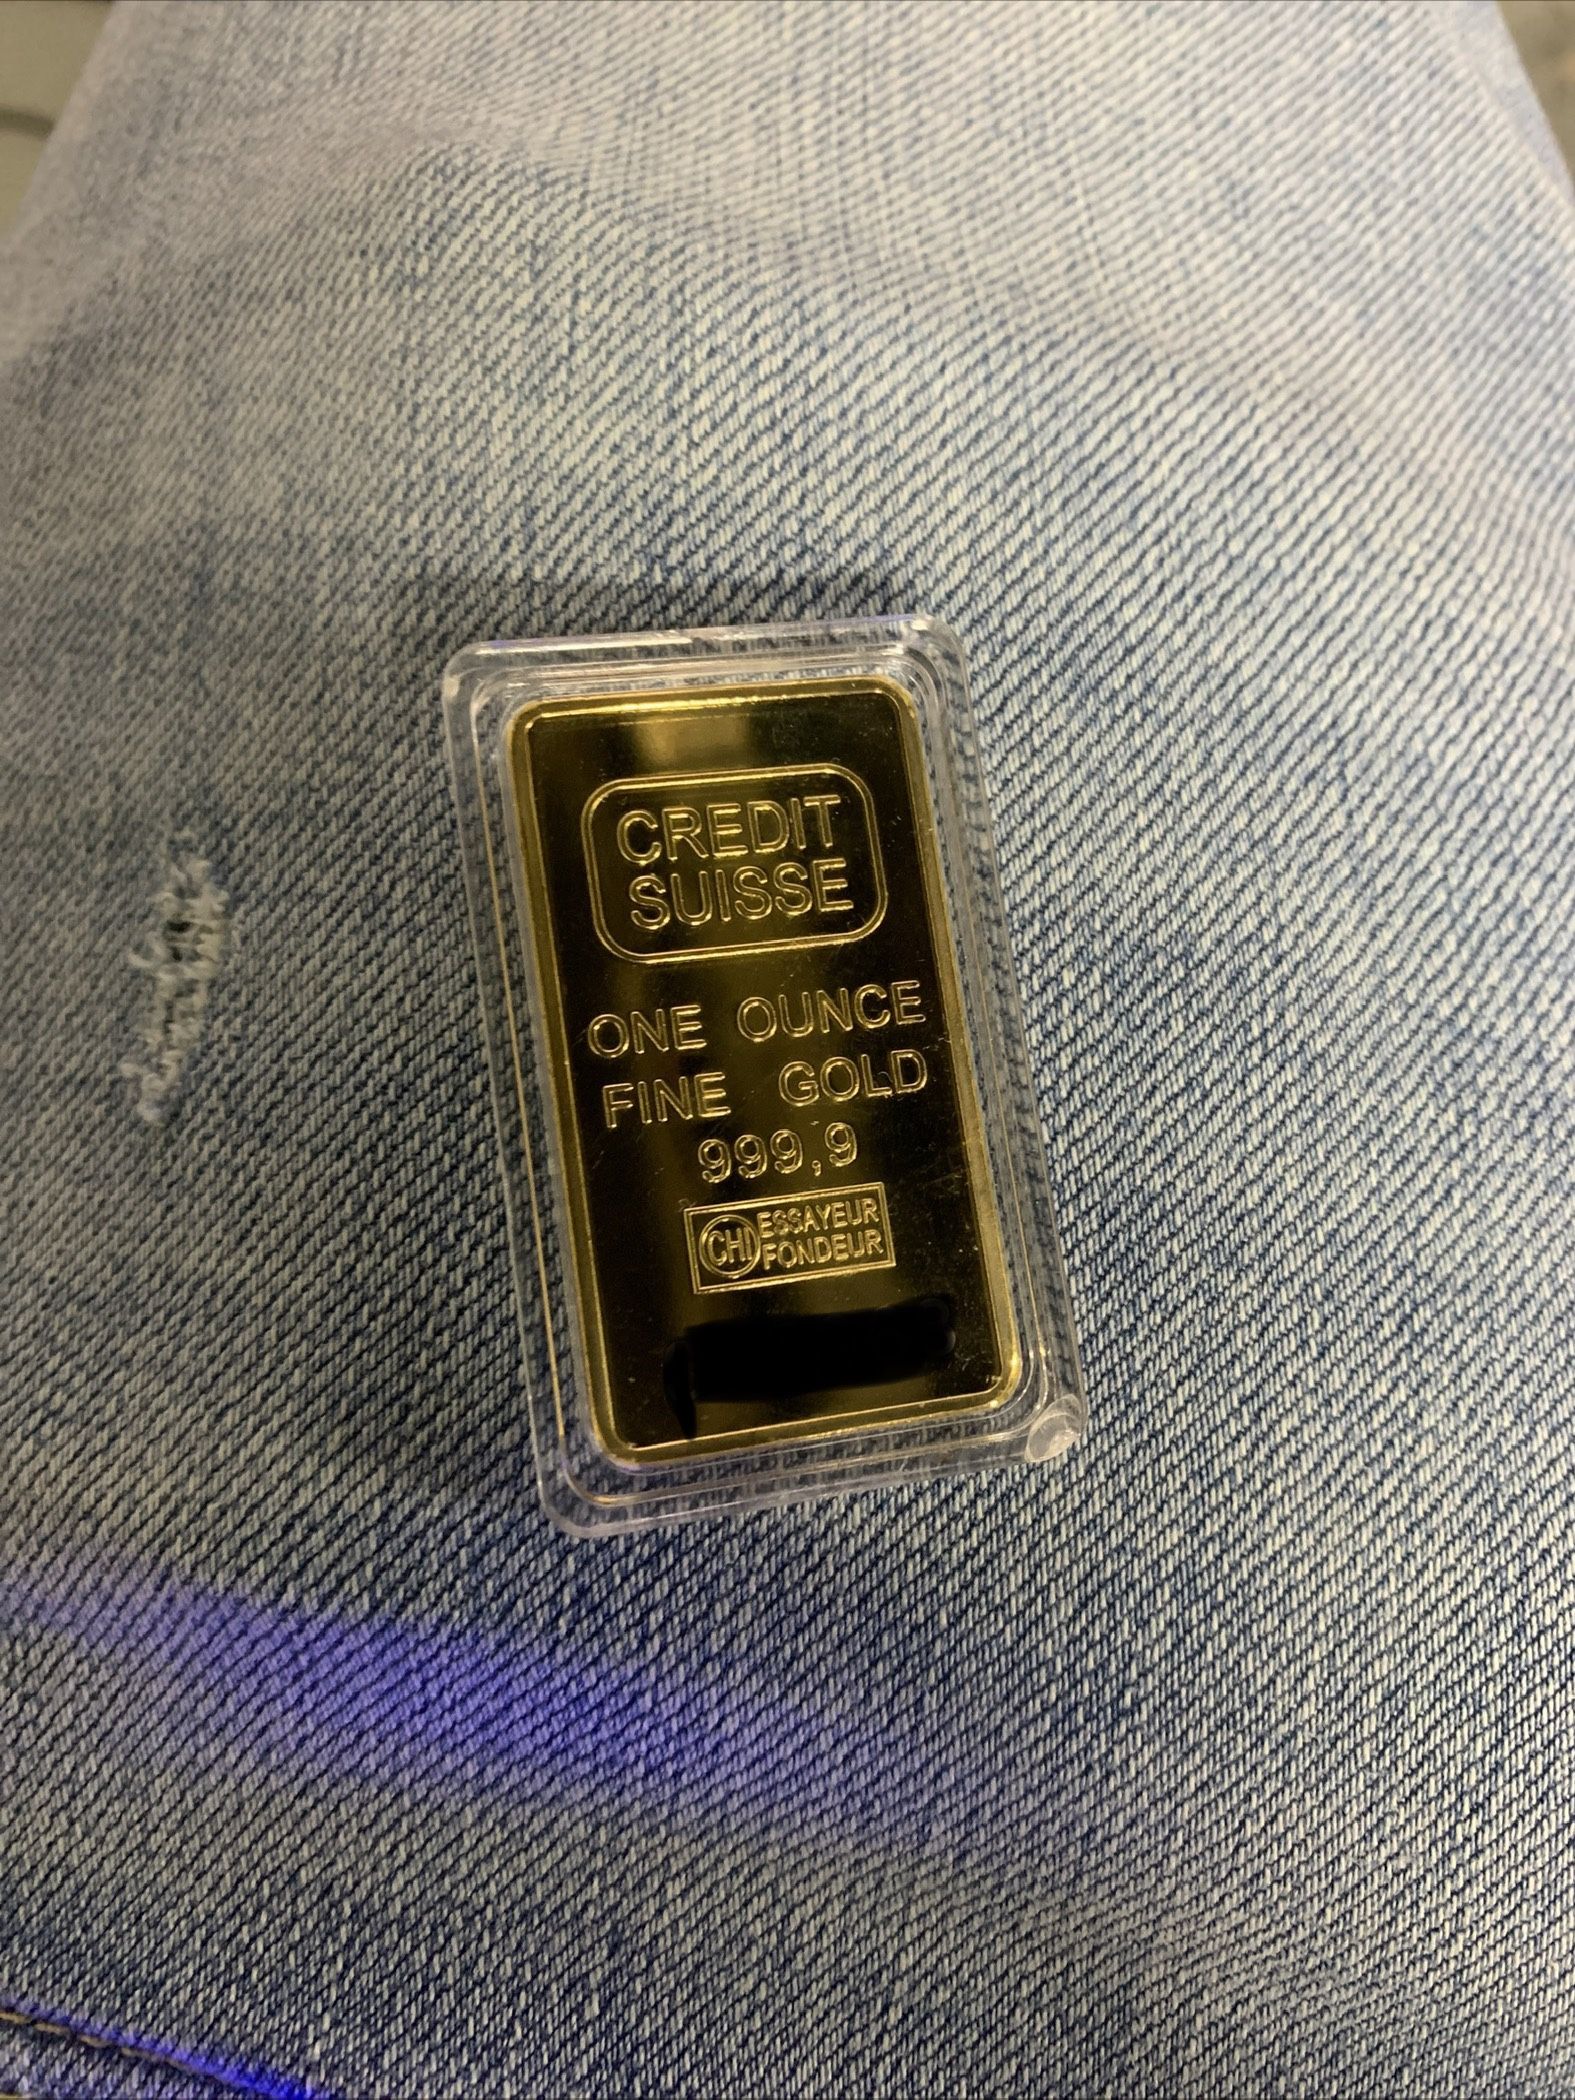 CREDIT
SUISSE
ONE OUNCE
FINE GOLD
999,9
CHI ESSAYEUR
FONDEUR